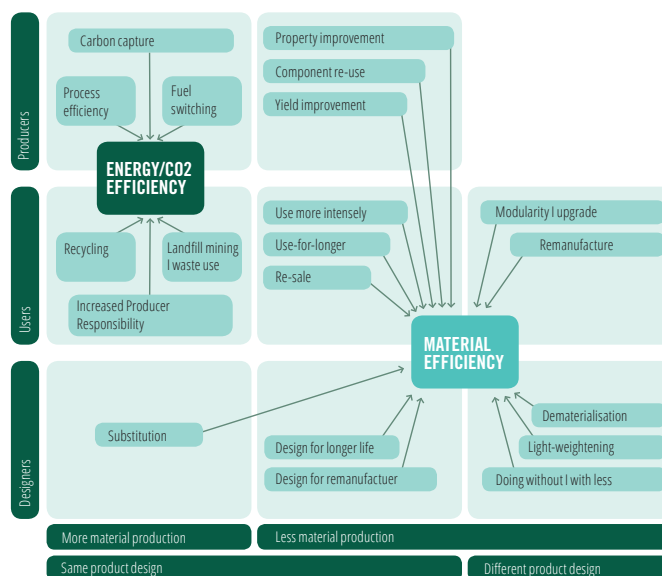 Producers
Carbon capture
Process
efficiency
Fuel
switching
Property improvement
Component re-use
Yield improvement
ENERGY/CO2
EFFICIENCY
Users
Recycling
Landfill mining
I waste use
Increased Producer
Responsibility
Use more intensely
Use-for-longer
Re-sale
Modularity I upgrade
Remanufacture
MATERIAL
EFFICIENCY
Designers
Substitution
Design for longer life
Design for remanufactuer
Dematerialisation
Light-weightening
Doing without I with less
More material production
Less material production
Same product design
Different product design